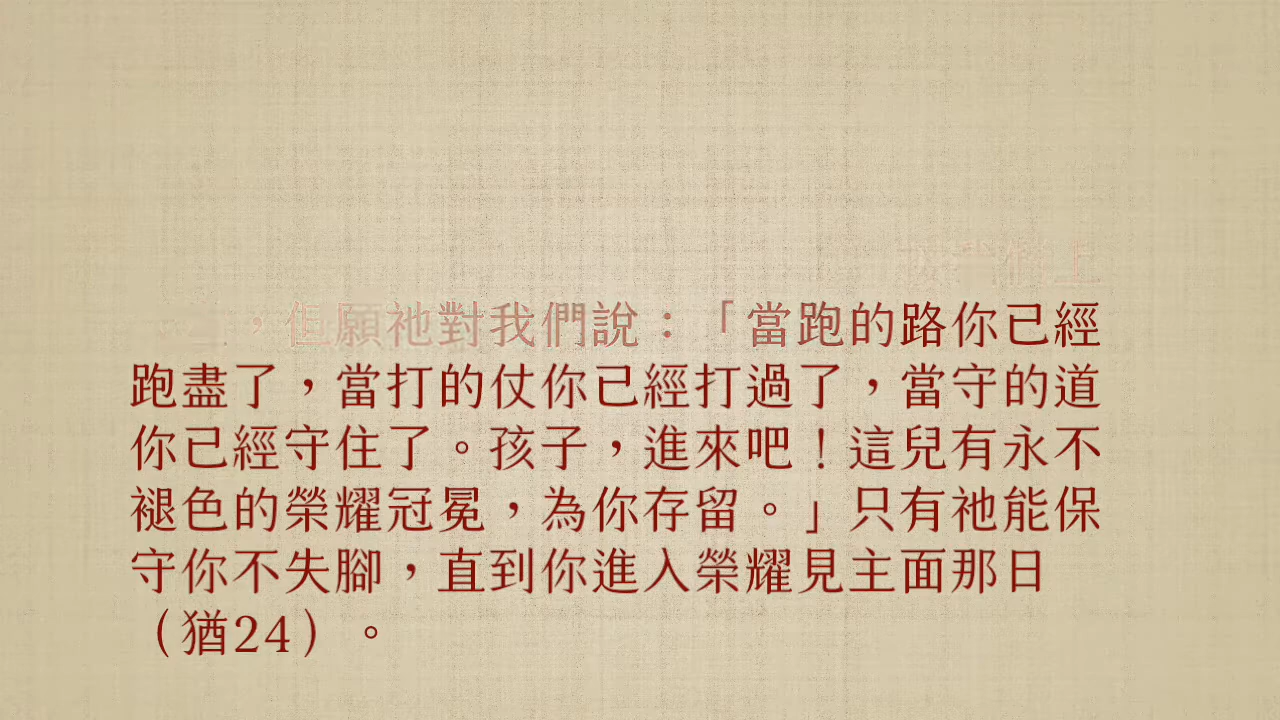 ，但願祂對我們說：「當跑的路你已經
跑盡了，當打的仗你已經打過了，當守的道
你已經守住了。孩子，進來吧！這兒有永不
褪色的榮耀冠冕，為你存留。」只有祂能保
守你不失腳，直到你進入榮耀見主面那日
（猶24）。